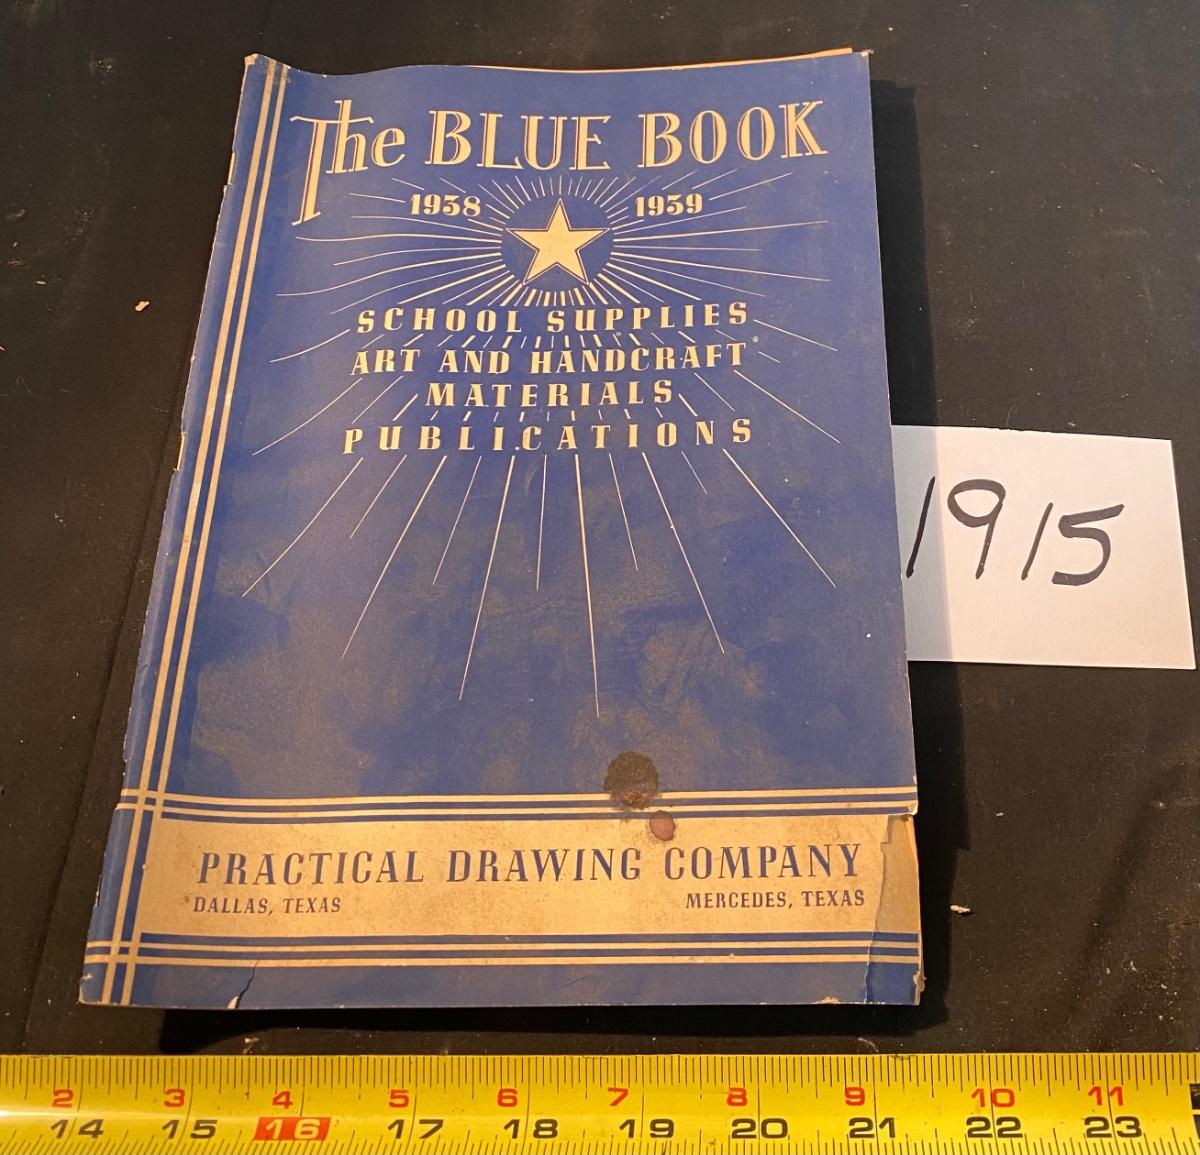 The BLUE BOOK
1938 1939
SCHOOL SUPPLIES
ART AND HANDCRAFT
MATERIALS
PUBLICATIONS
1915
PRACTICAL DRAWING COMPANY
DALLAS, TEXAS MERCEDES, TEXAS
2 3 4 5 6 7 8 9 10 11
14 15 16 17 18 19 20 21 22 23